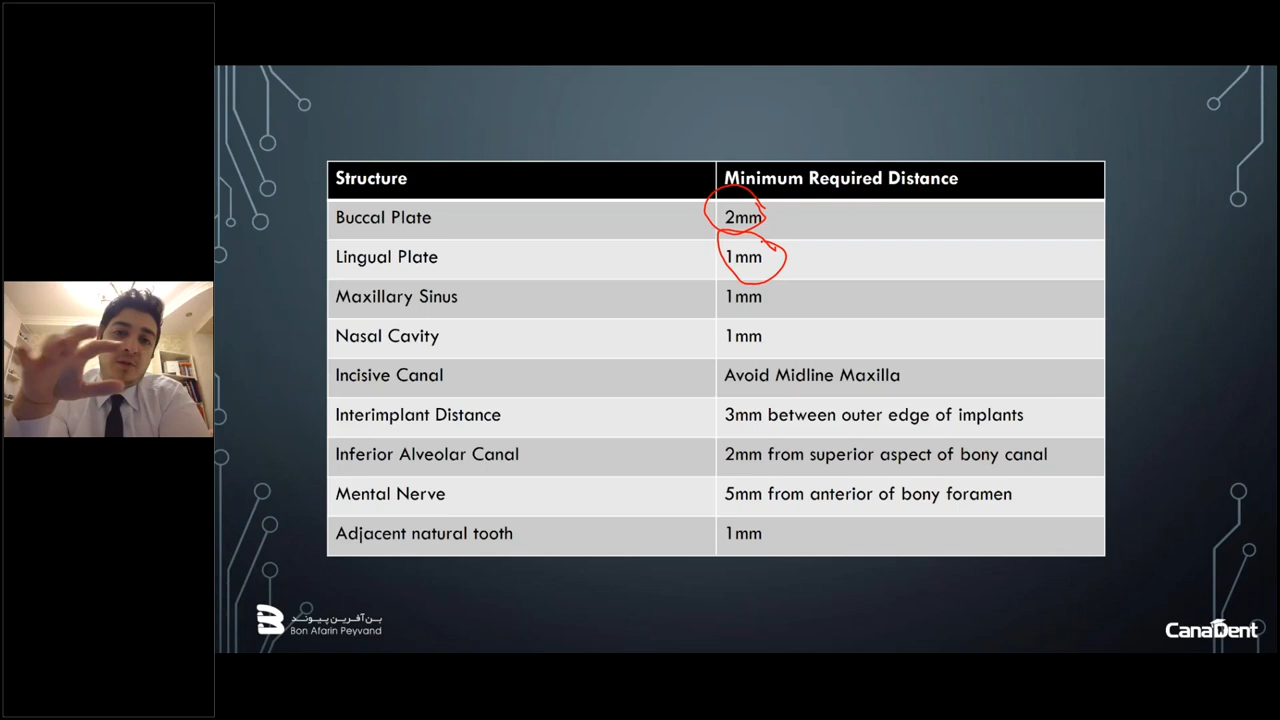 Structure Minimum Required Distance
Buccal Plate 2mm
Lingual Plate 1mm
Maxillary Sinus 1mm
Nasal Cavity 1mm
Incisive Canal Avoid Midline Maxilla
Interimplant Distance 3mm between outer edge of implants
Inferior Alveolar Canal 2mm from superior aspect of bony canal
Mental Nerve 5mm from anterior of bony foramen
Adjacent natural tooth 1mm
بن‌آفرین پیوند
Bon Afarin Peyvand
CanaDent